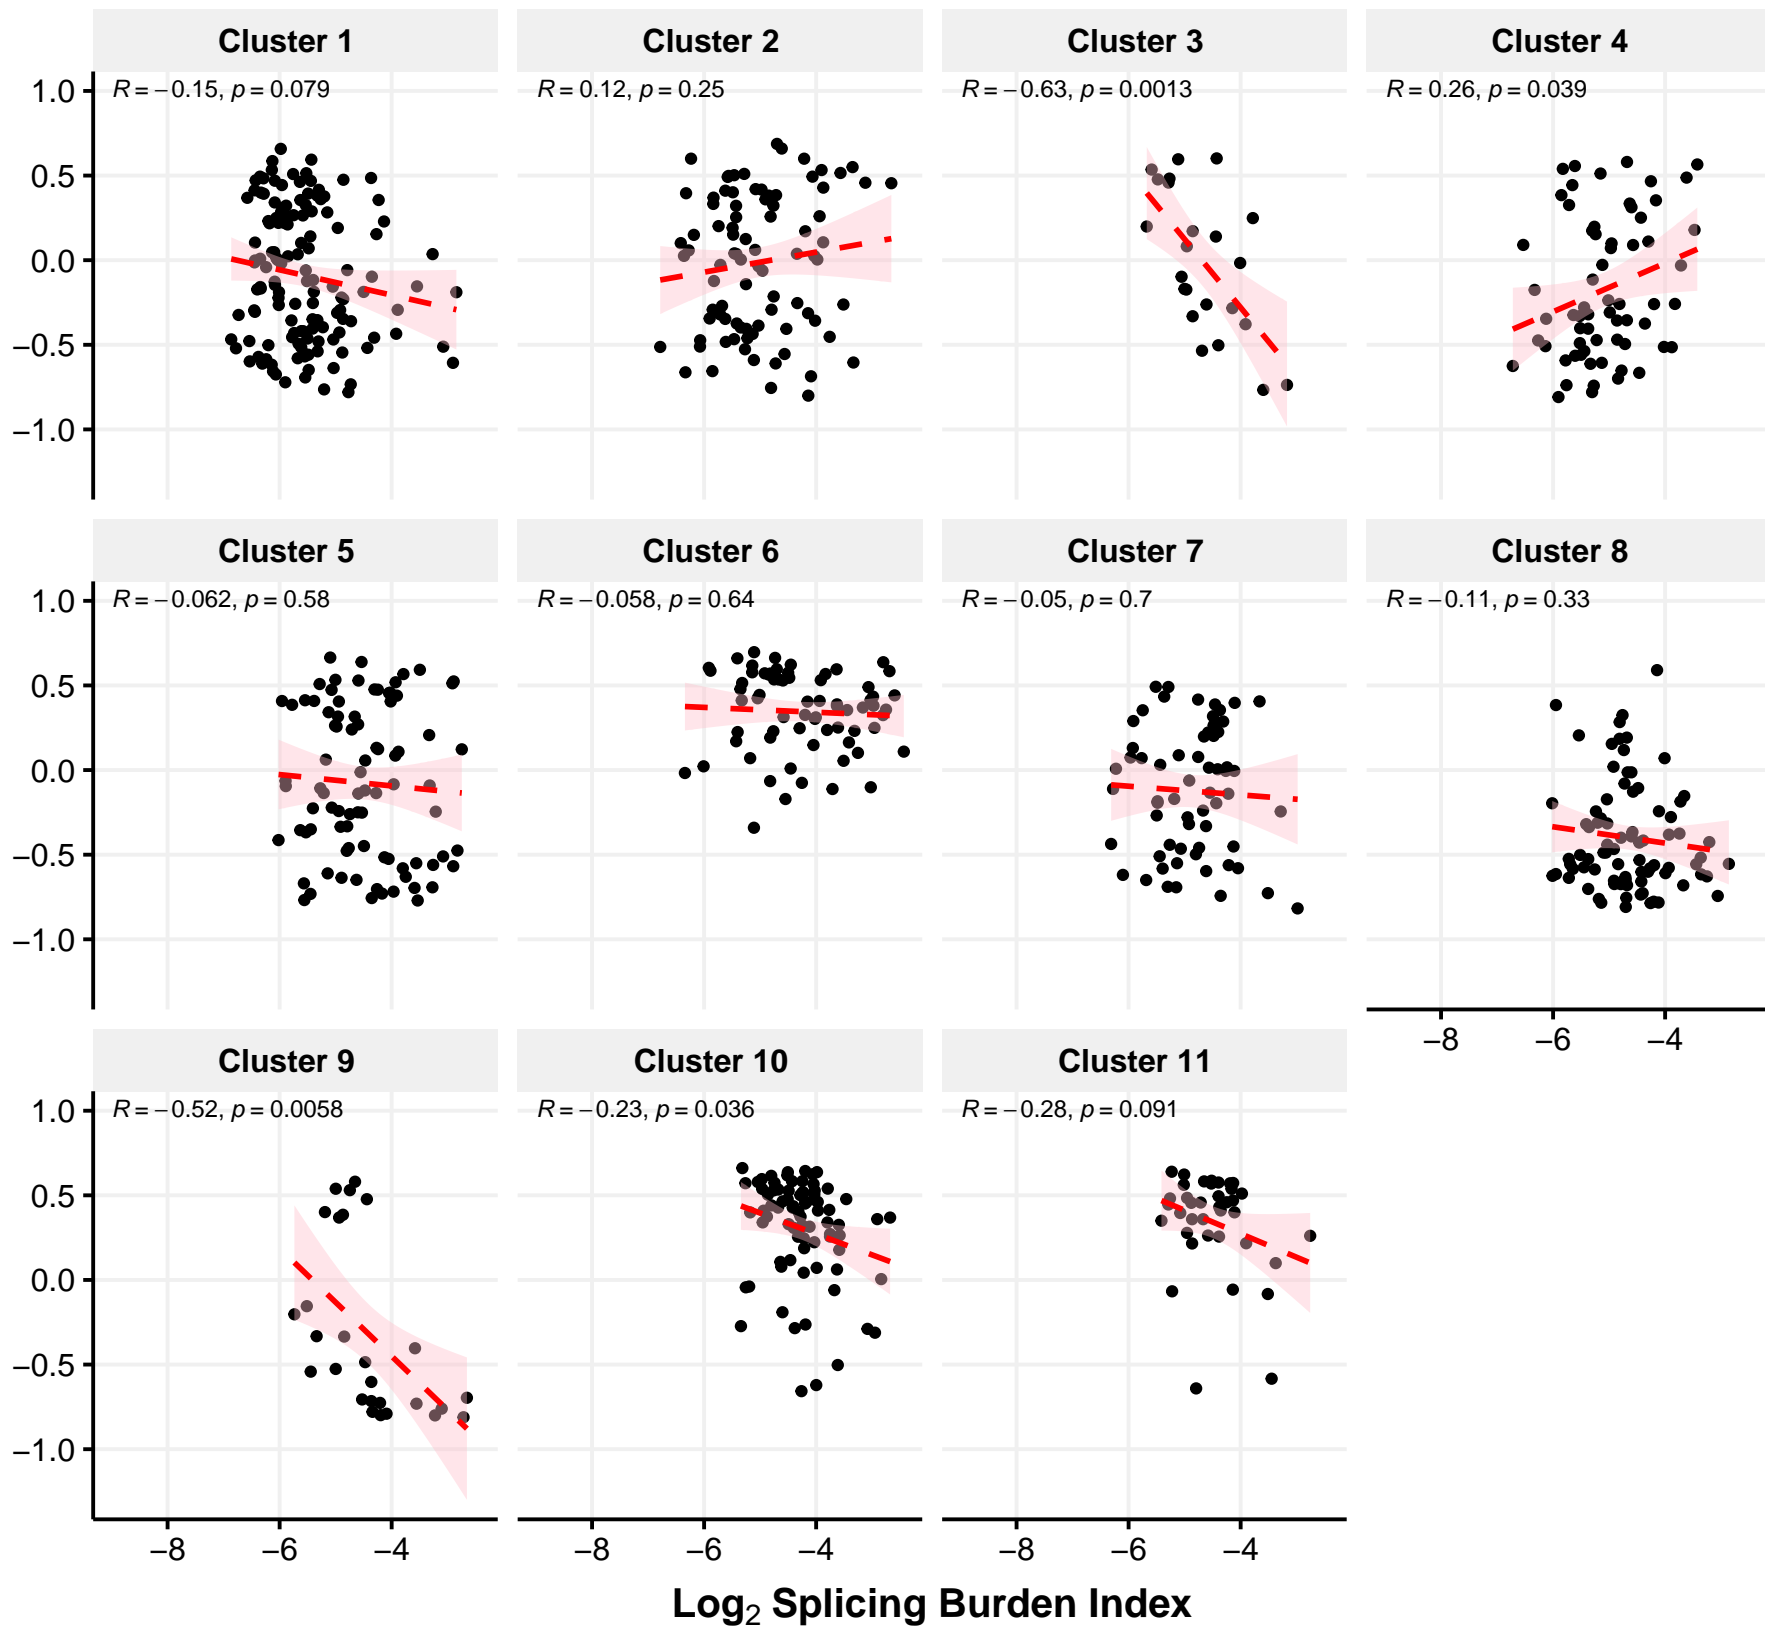 Cluster 1 Cluster 2 Cluster 3 Cluster 4
R = −0.15, p = 0.079 R = 0.12, p = 0.25 R = −0.63, p = 0.0013 R = 0.26, p = 0.039
1.0
0.5
0.0
−0.5
−1.0
Cluster 5 Cluster 6 Cluster 7 Cluster 8
R = −0.062, p = 0.58 R = −0.058, p = 0.64 R = −0.05, p = 0.7 R = −0.11, p = 0.33
1.0
0.5
0.0
−0.5
−1.0
−8 −6 −4
Cluster 9 Cluster 10 Cluster 11
R = −0.52, p = 0.0058 R = −0.23, p = 0.036 R = −0.28, p = 0.091
1.0
0.5
0.0
−0.5
−1.0
−8 −6 −4 −8 −6 −4 −8 −6 −4
Log₂ Splicing Burden Index